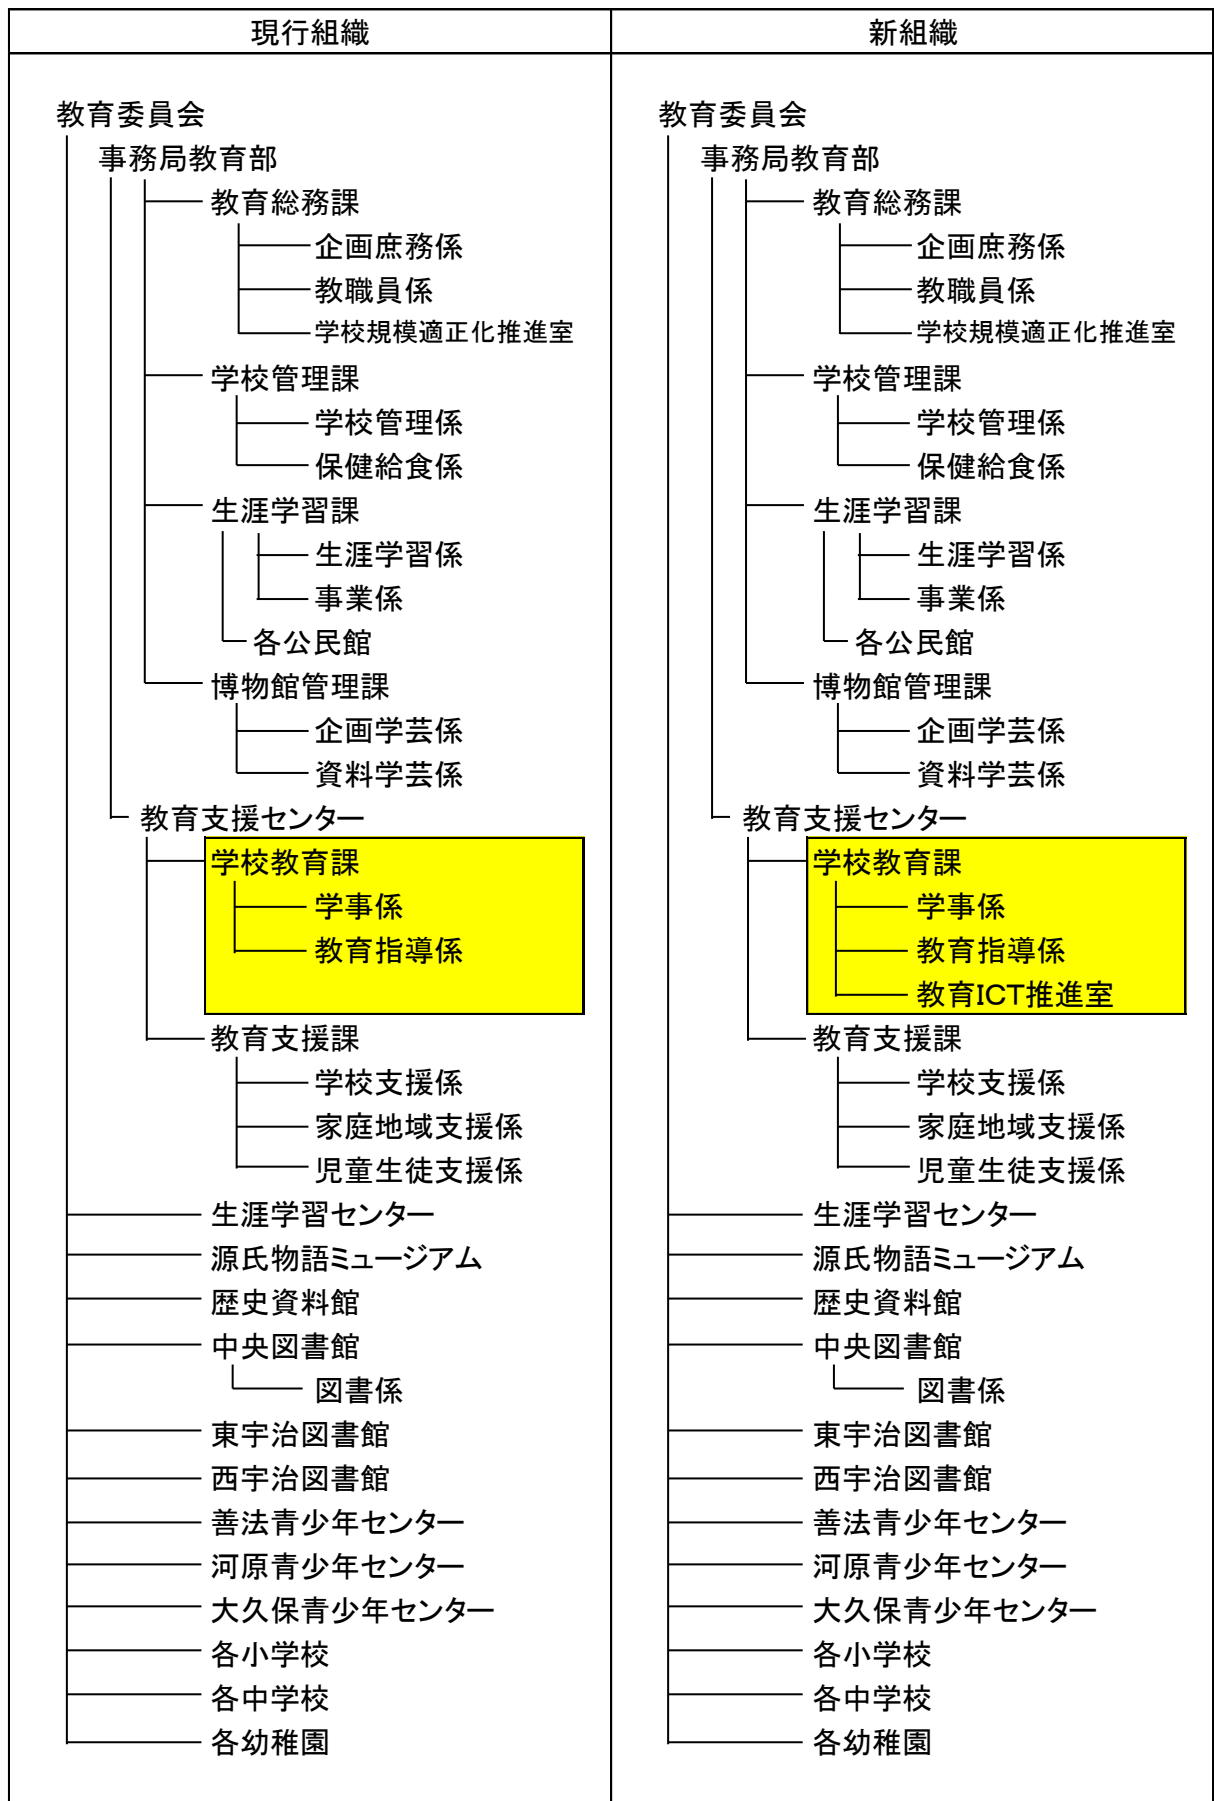 現行組織
教育委員会
事務局教育部
教育総務課
企画庶務係
教職員係
学校規模適正化推進室
学校管理課
学校管理係
保健給食係
生涯学習課
生涯学習係
事業係
各公民館
博物館管理課
企画学芸係
資料学芸係
教育支援センター
学校教育課
学事係
教育指導係
教育支援課
学校支援係
家庭地域支援係
児童生徒支援係
生涯学習センター
源氏物語ミュージアム
歴史資料館
中央図書館
図書係
東宇治図書館
西宇治図書館
善法青少年センター
河原青少年センター
大久保青少年センター
各小学校
各中学校
各幼稚園
新組織
教育委員会
事務局教育部
教育総務課
企画庶務係
教職員係
学校規模適正化推進室
学校管理課
学校管理係
保健給食係
生涯学習課
生涯学習係
事業係
各公民館
博物館管理課
企画学芸係
資料学芸係
教育支援センター
学校教育課
学事係
教育指導係
教育ICT推進室
教育支援課
学校支援係
家庭地域支援係
児童生徒支援係
生涯学習センター
源氏物語ミュージアム
歴史資料館
中央図書館
図書係
東宇治図書館
西宇治図書館
善法青少年センター
河原青少年センター
大久保青少年センター
各小学校
各中学校
各幼稚園